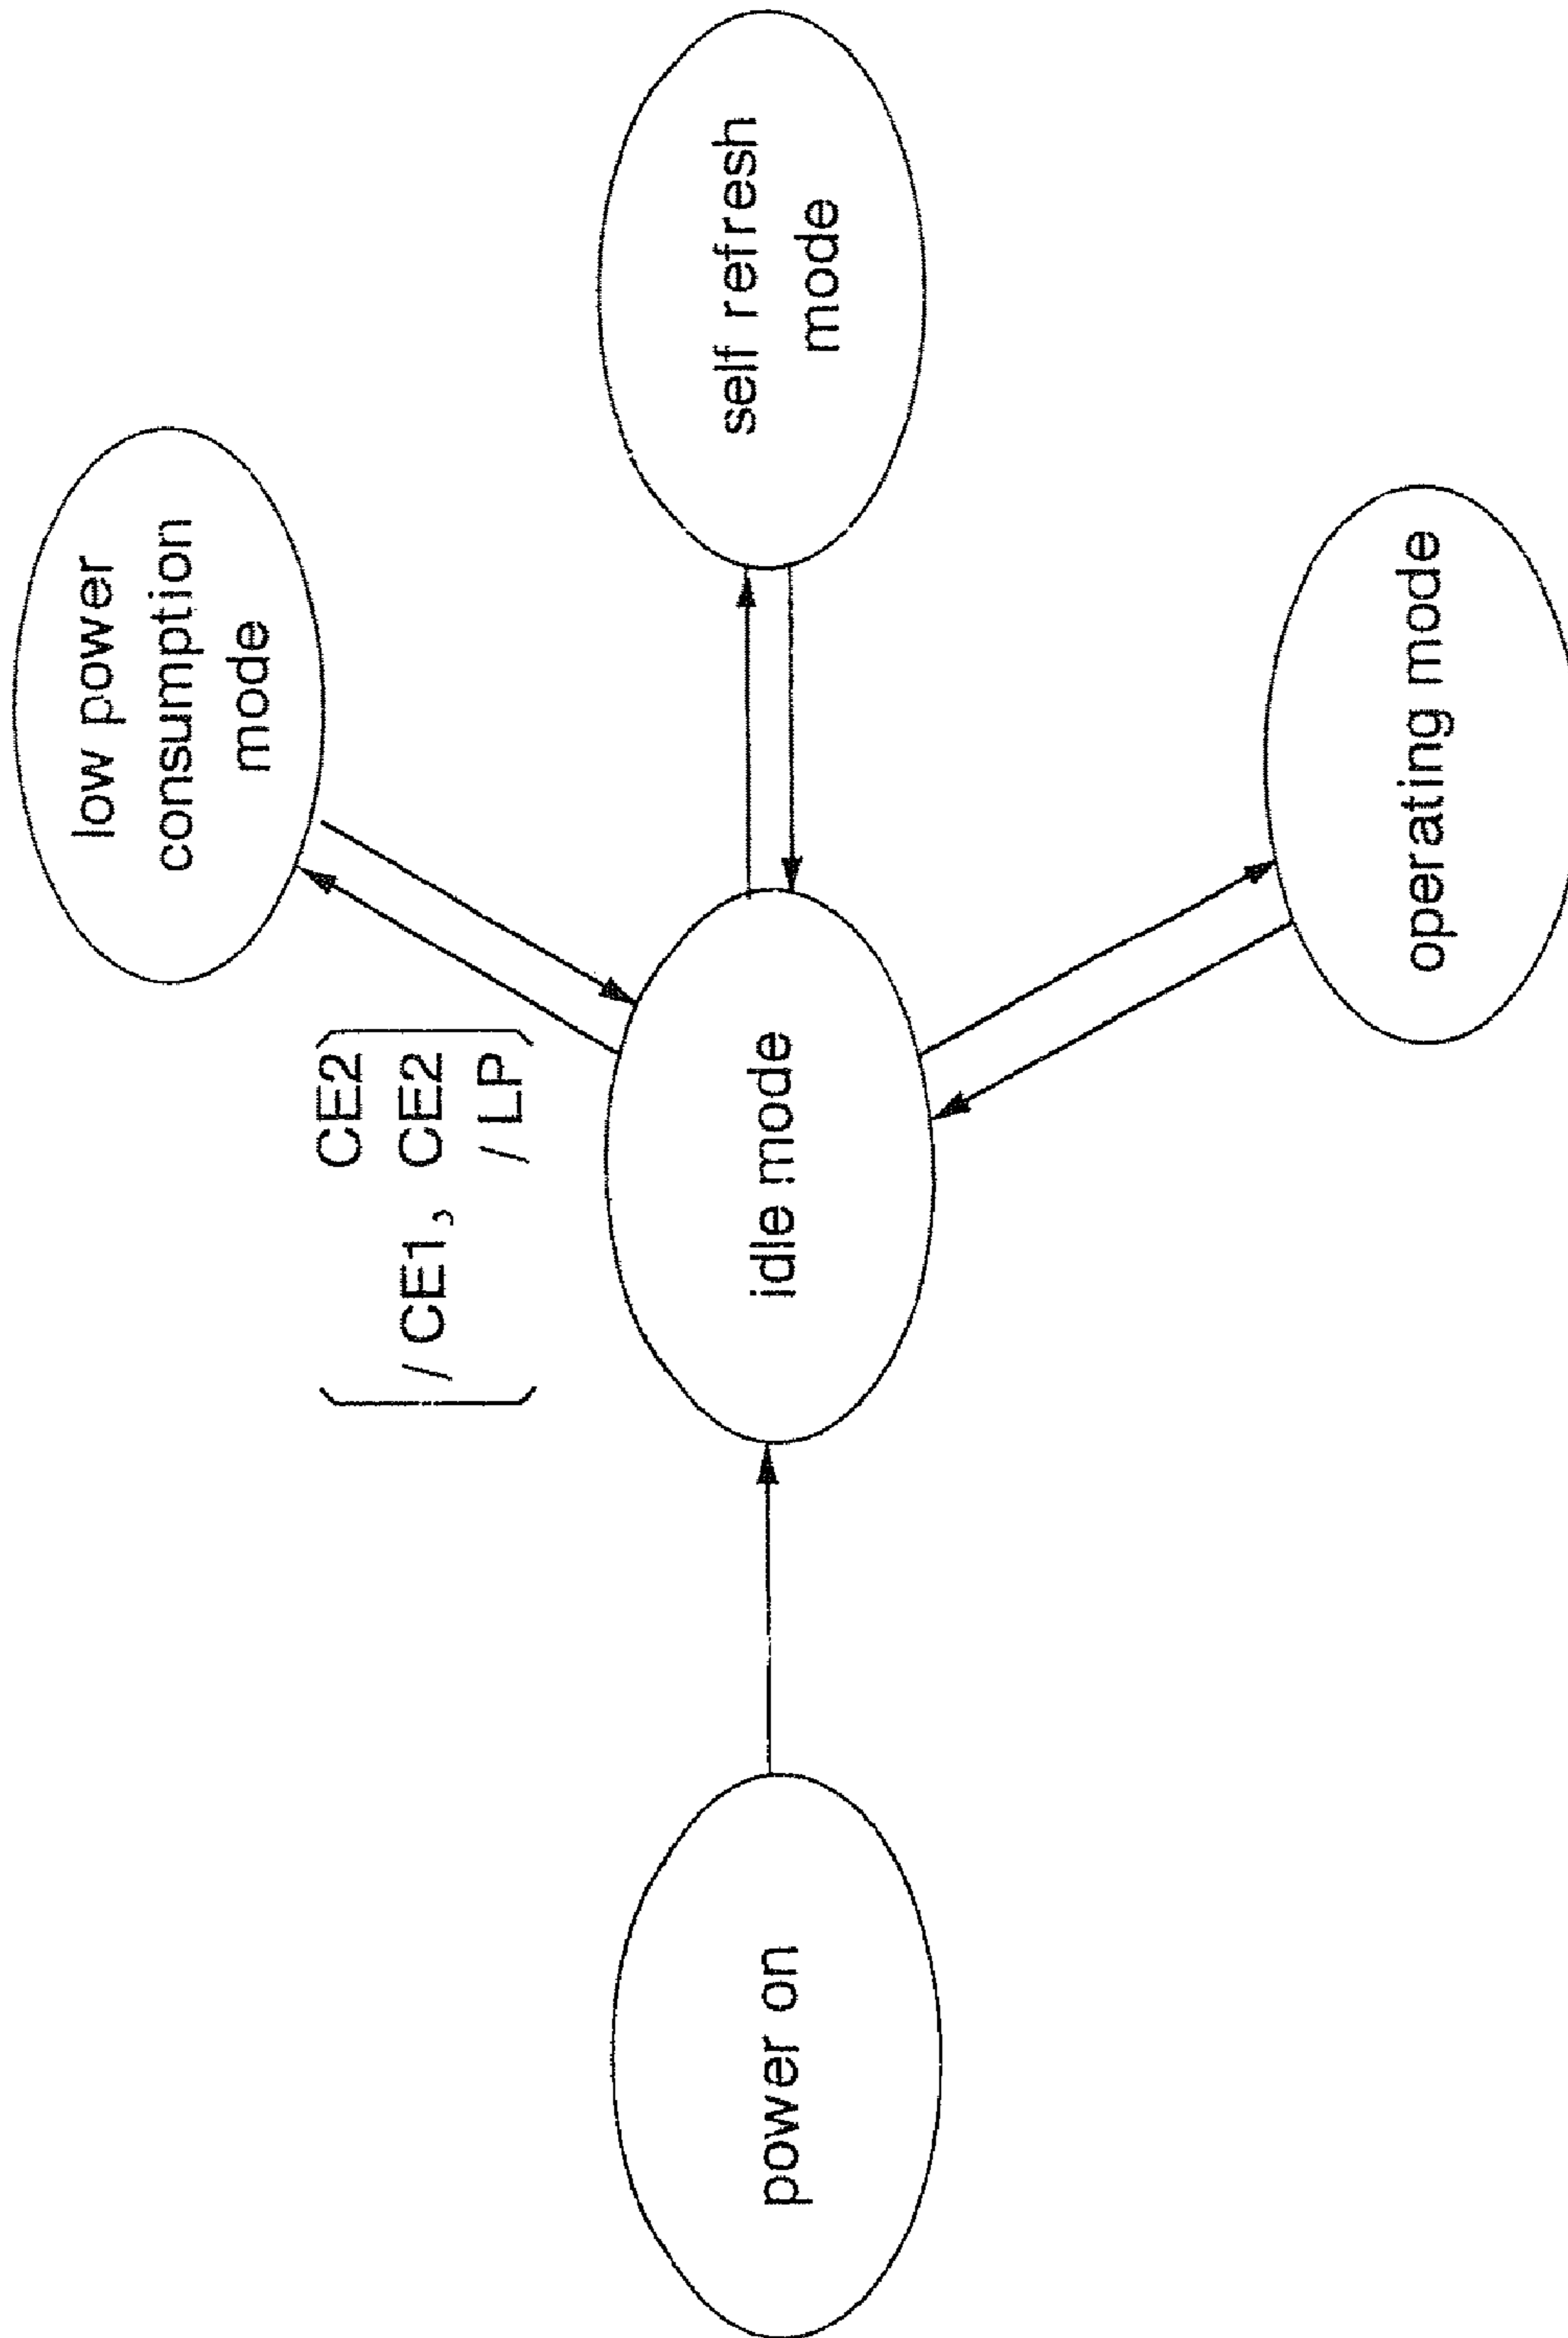 low power
consumption
mode
CE2
/CE1, CE2
/LP
power on
idle mode
self refresh
mode
operating mode